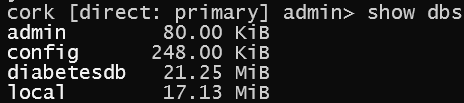 cork [direct: primary] admin> show dbs
admin 80.00 KiB
config 248.00 KiB
diabetesdb 21.25 MiB
local 17.13 MiB